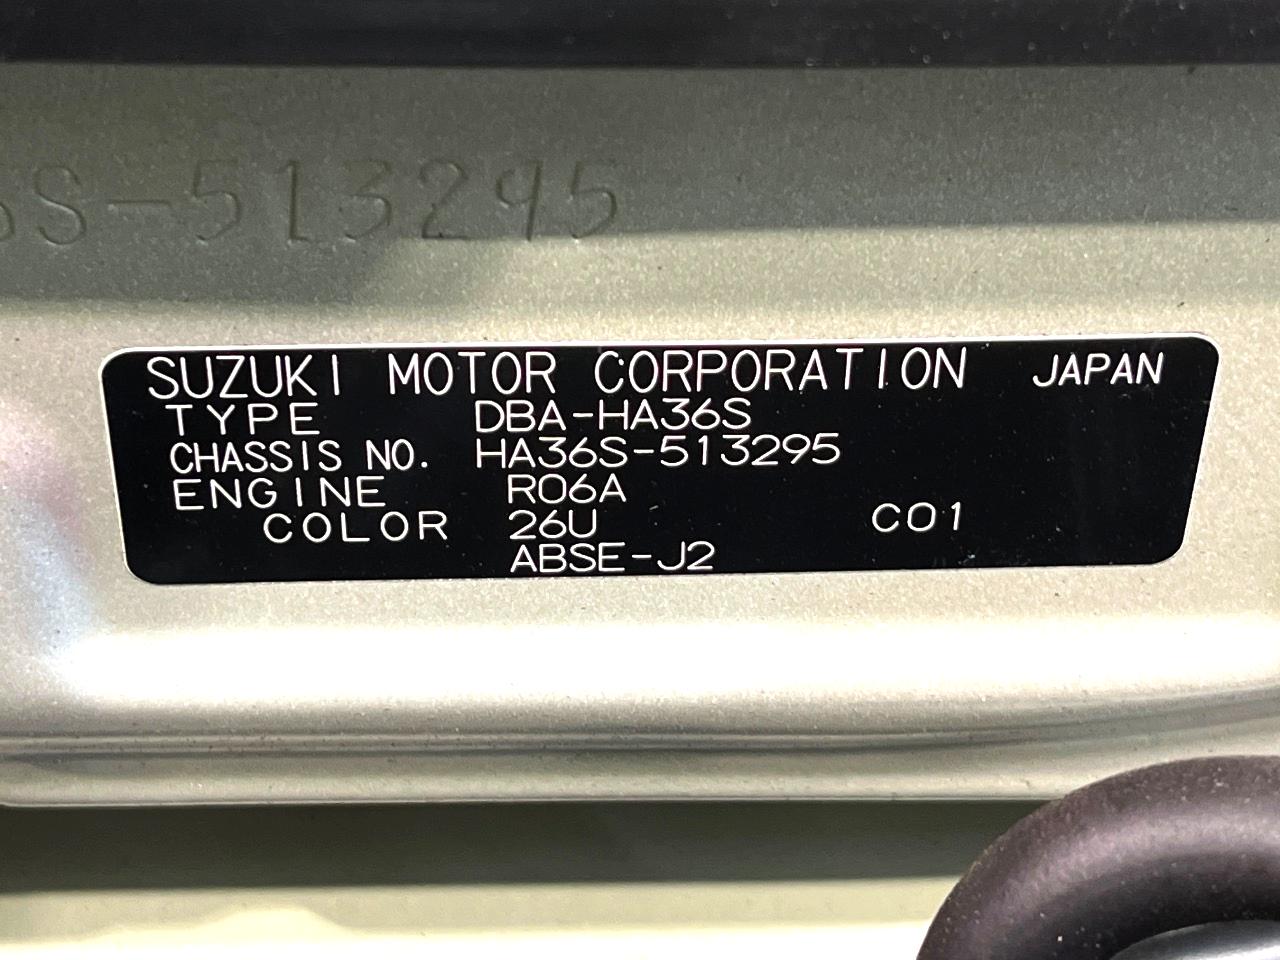 6S-513295
SUZUKI MOTOR CORPORATION JAPAN
TYPE DBA-HA36S
CHASSIS NO. HA36S-513295
ENGINE R06A
COLOR 26U C01
ABSE-J2